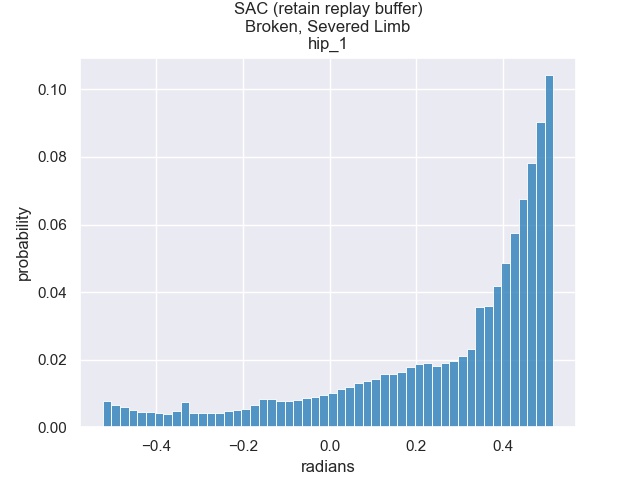 SAC (retain replay buffer)
Broken, Severed Limb
hip_1
0.10
0.08
0.06
0.04
0.02
0.00
probability
−0.4
−0.2
0.0
0.2
0.4
radians